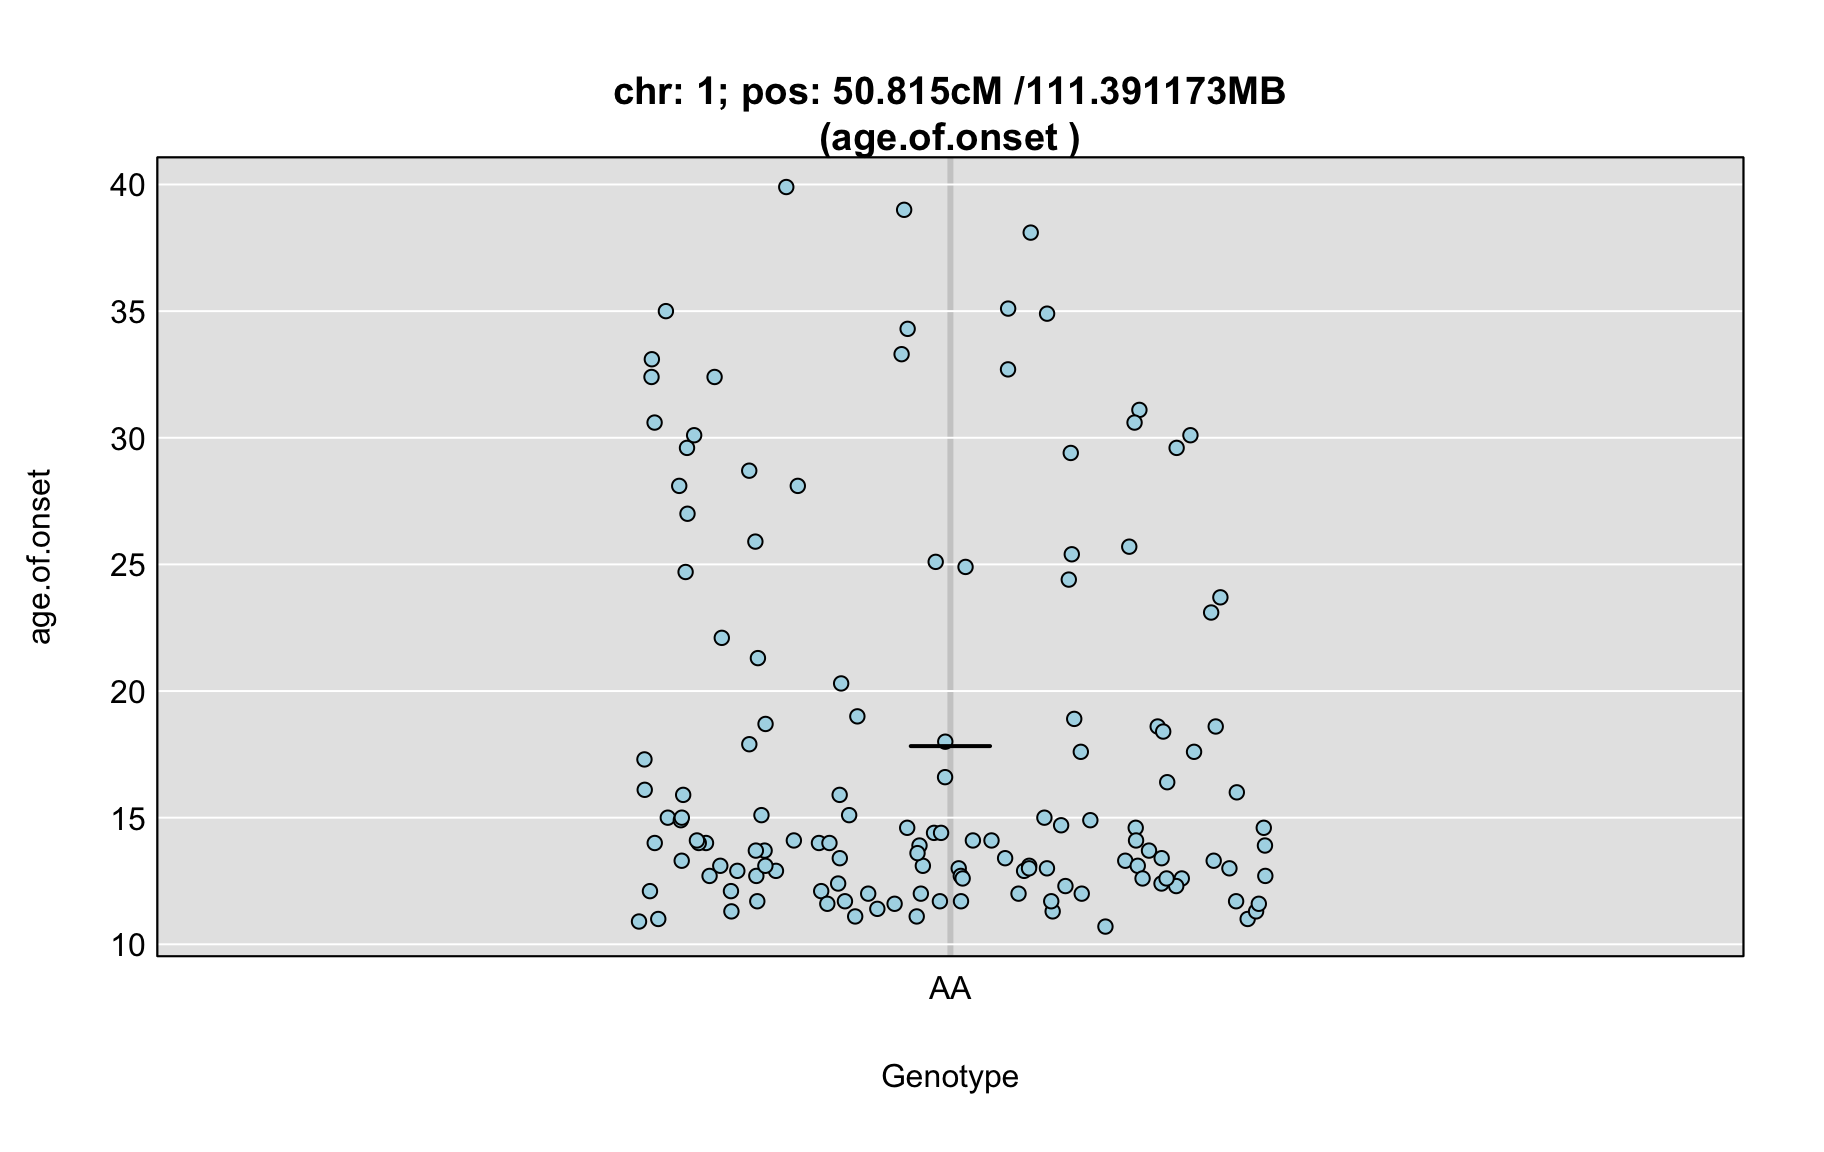 chr: 1; pos: 50.815cM /111.391173MB
(age.of.onset )
40
35
30
25
20
15
10
age.of.onset
AA
Genotype